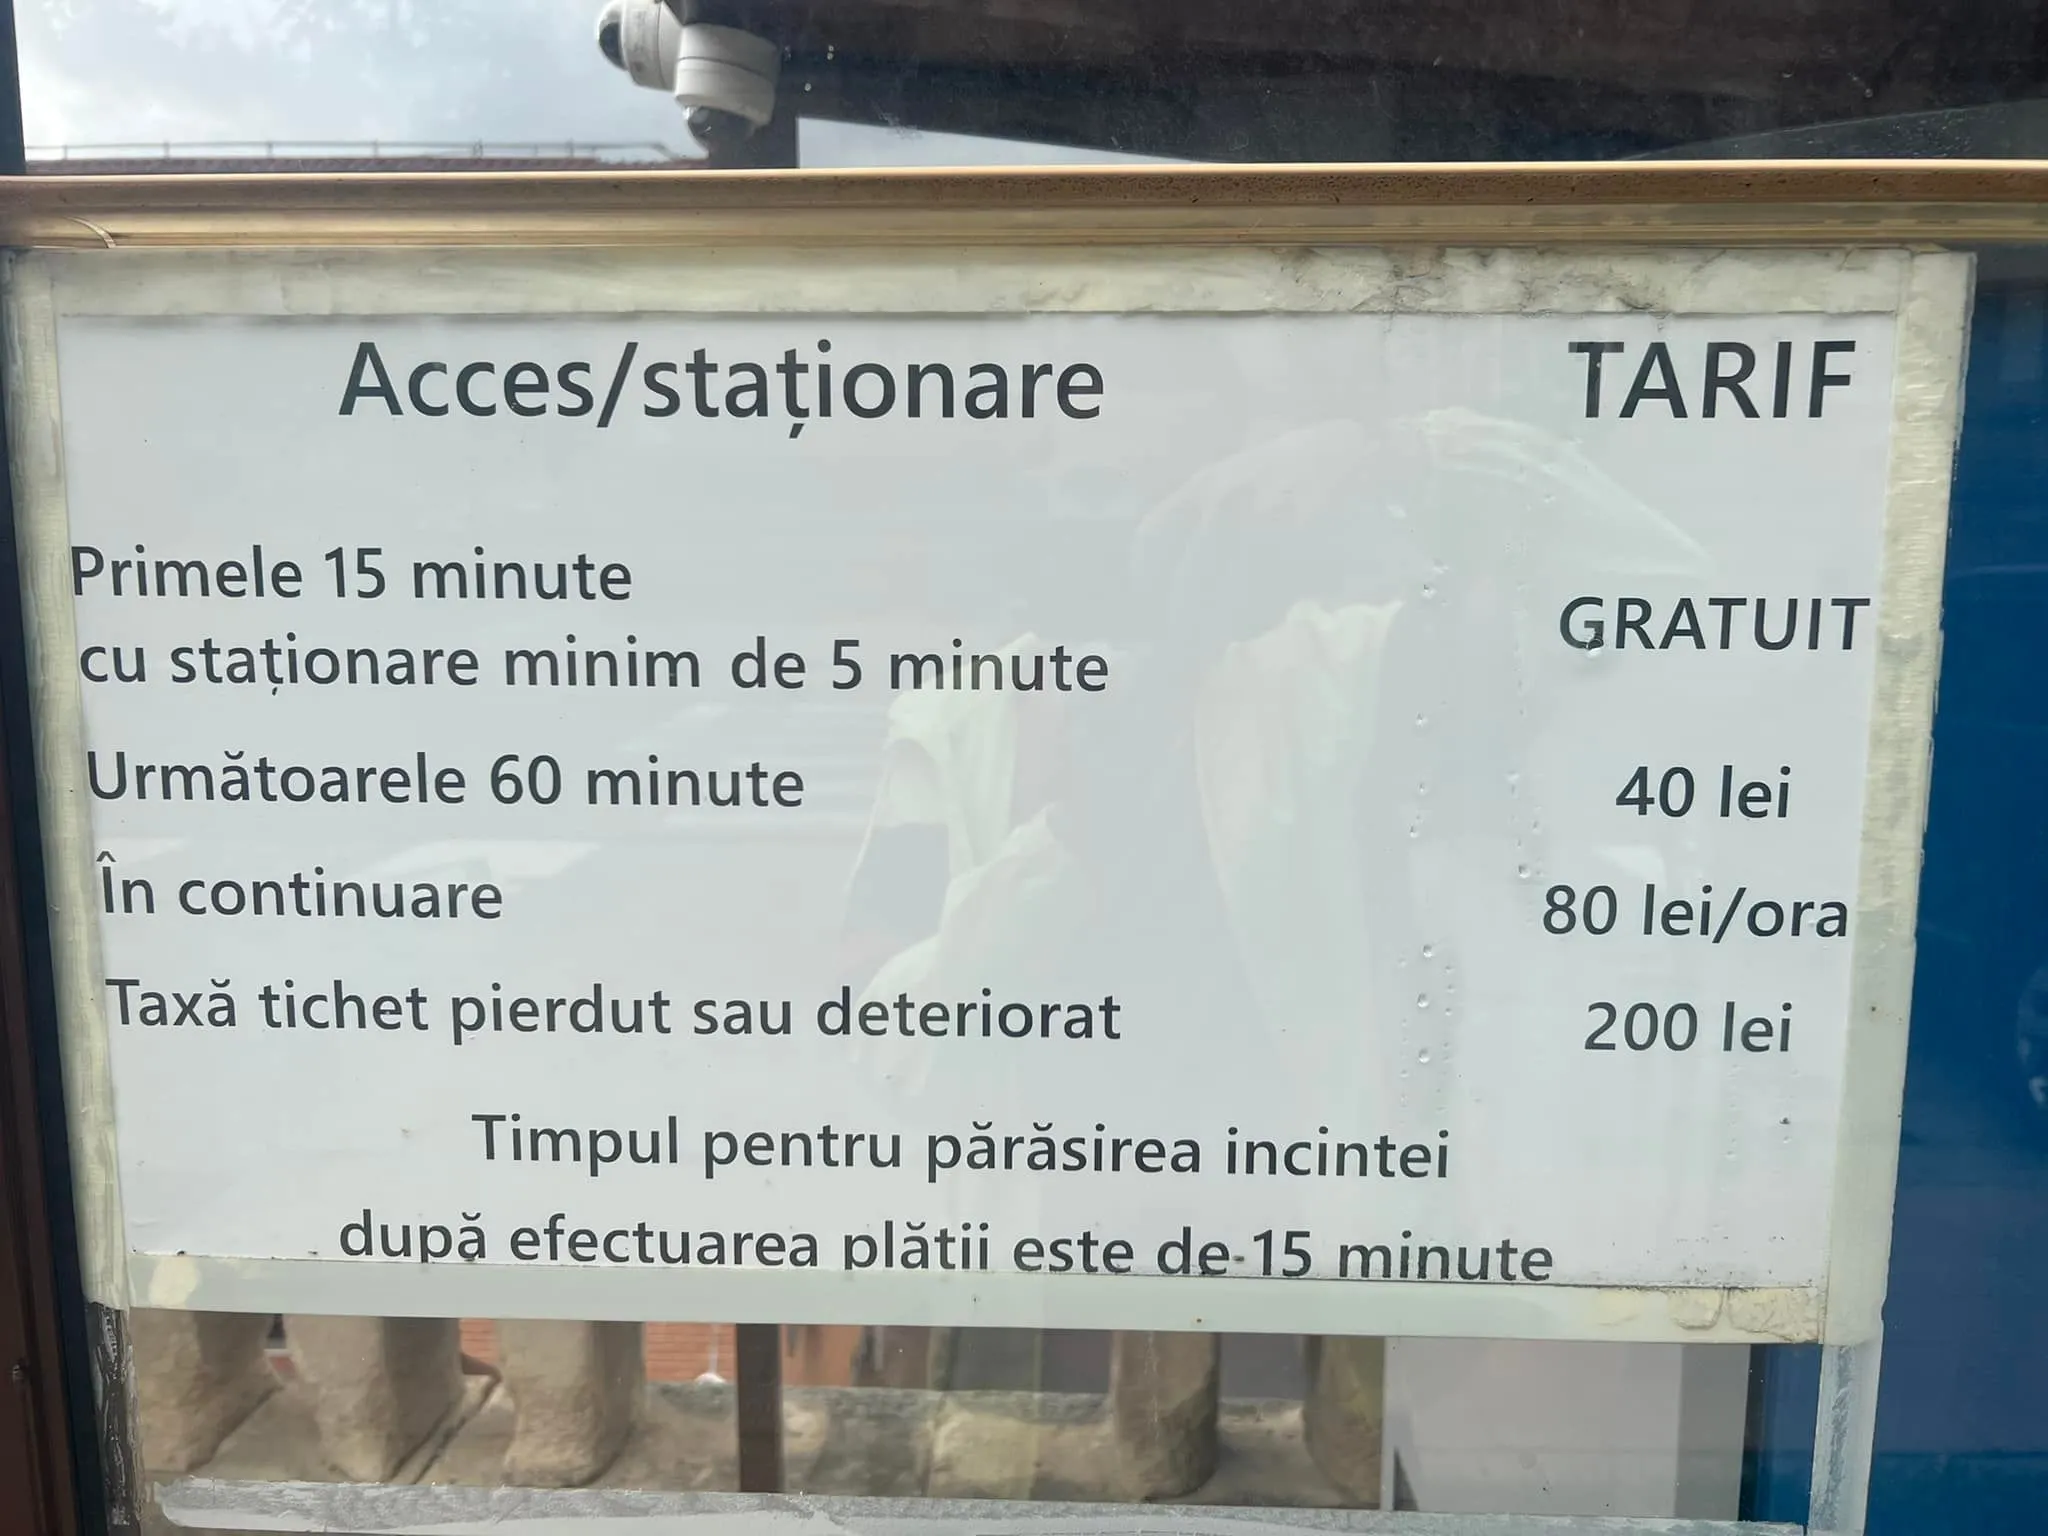 Acces/staționare TARIF
Primele 15 minute
cu staționare minim de 5 minute GRATUIT
Următoarele 60 minute 40 lei
În continuare 80 lei/ora
Taxă tichet pierdut sau deteriorat 200 lei
Timpul pentru părăsirea incintei
după efectuarea plătii este de 15 minute